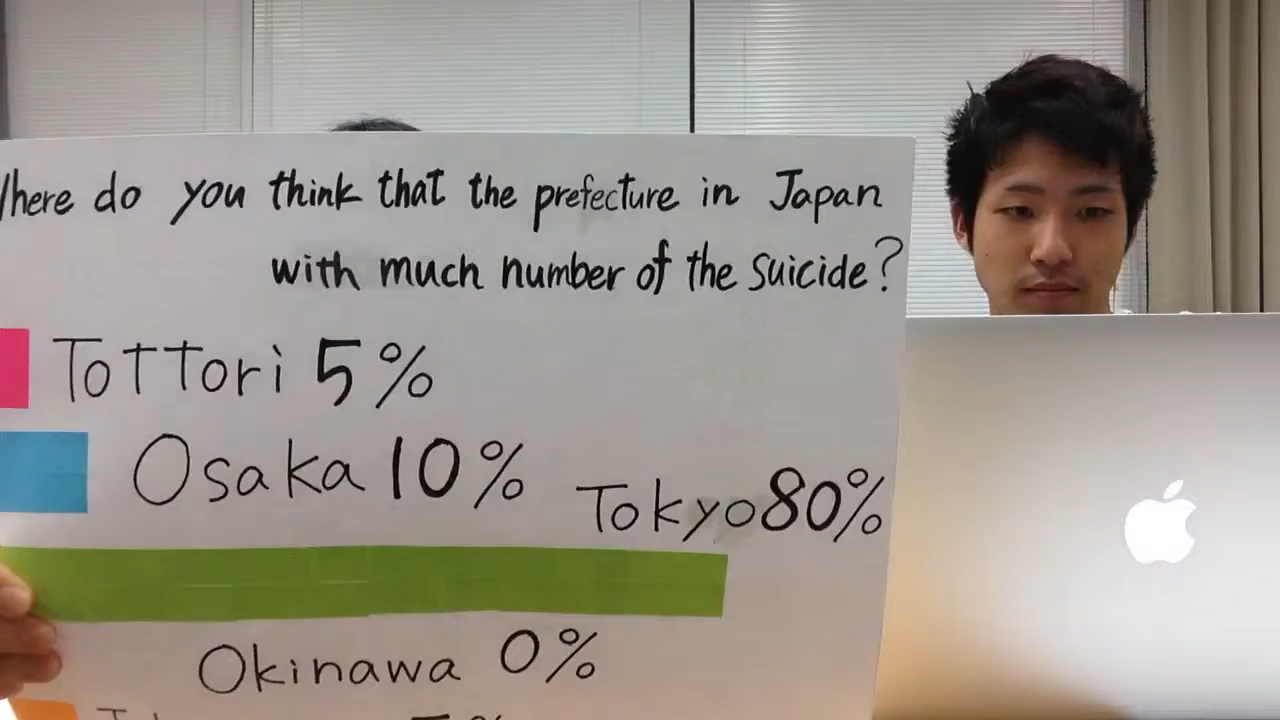 here do you think that the prefecture in Japan
with much number of the suicide?
Tottori 5%
Osaka 10%
Tokyo 80%
Okinawa 0%